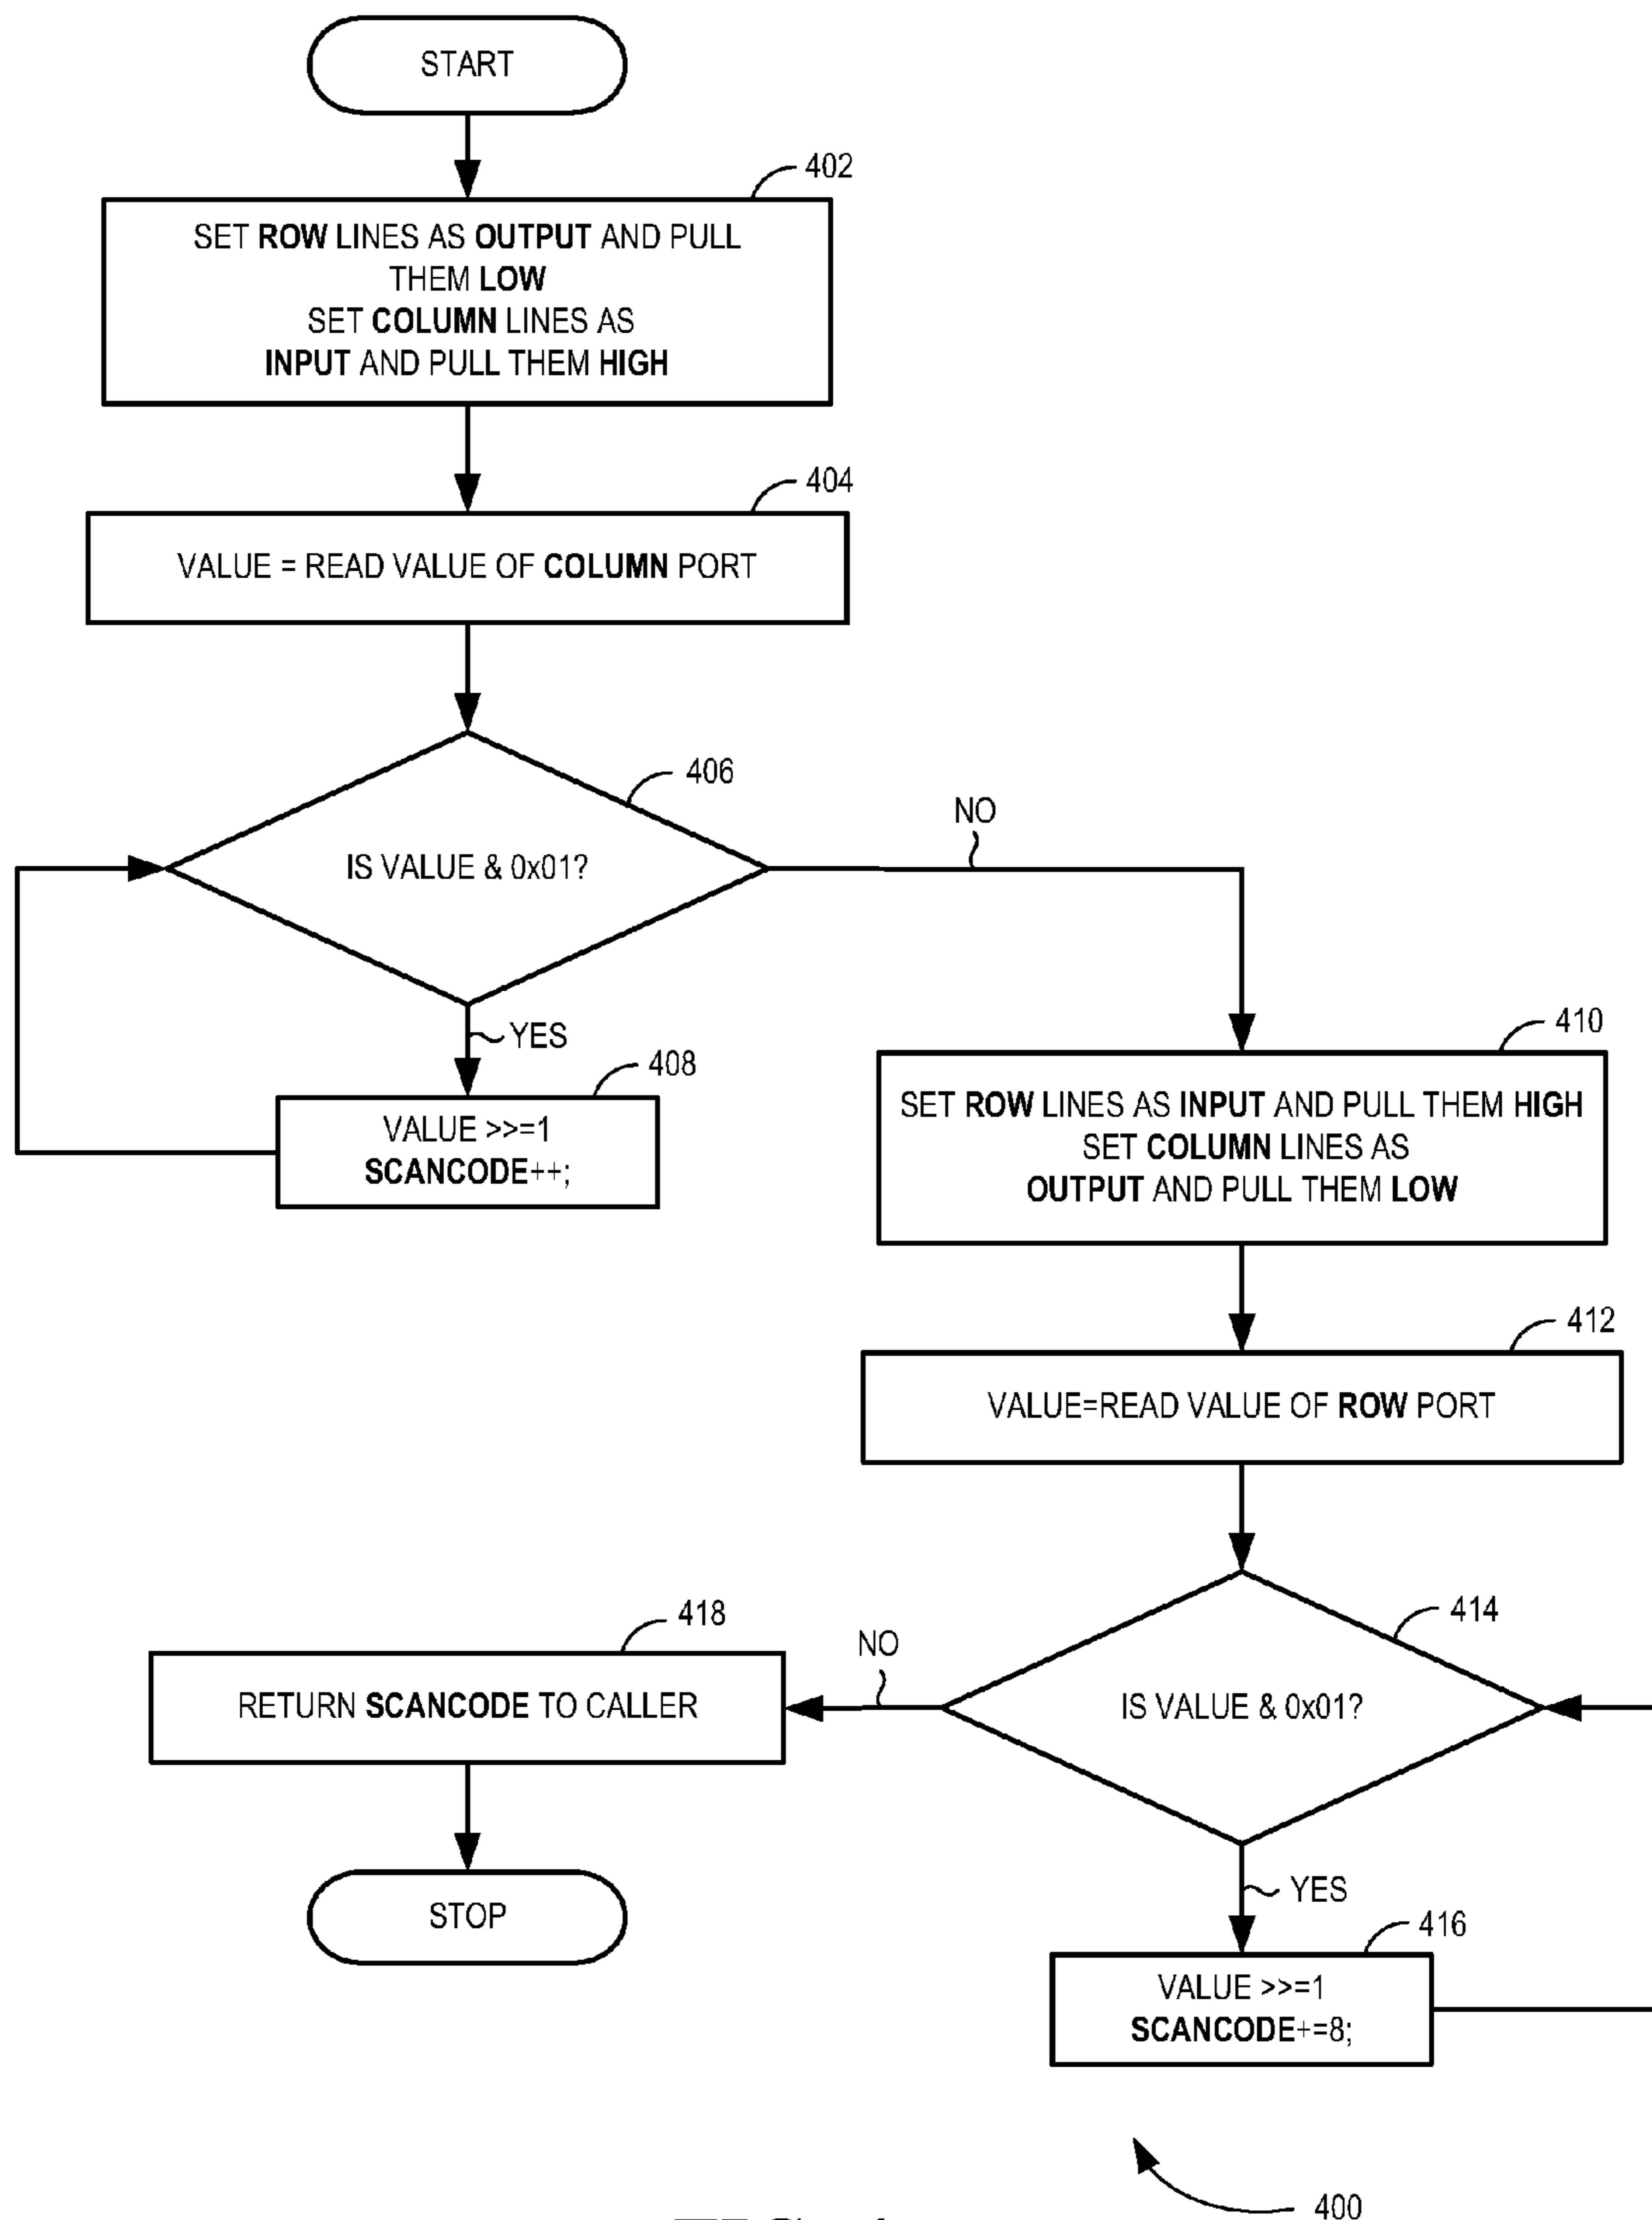 START
402
SET ROW LINES AS OUTPUT AND PULL
THEM LOW
SET COLUMN LINES AS
INPUT AND PULL THEM HIGH
404
VALUE = READ VALUE OF COLUMN PORT
406
IS VALUE & 0x01?
NO
YES
408
VALUE >>=1
SCANCODE++;
410
SET ROW LINES AS INPUT AND PULL THEM HIGH
SET COLUMN LINES AS
OUTPUT AND PULL THEM LOW
412
VALUE=READ VALUE OF ROW PORT
414
IS VALUE & 0x01?
NO
418
RETURN SCANCODE TO CALLER
STOP
YES
416
VALUE >>=1
SCANCODE+=8;
400